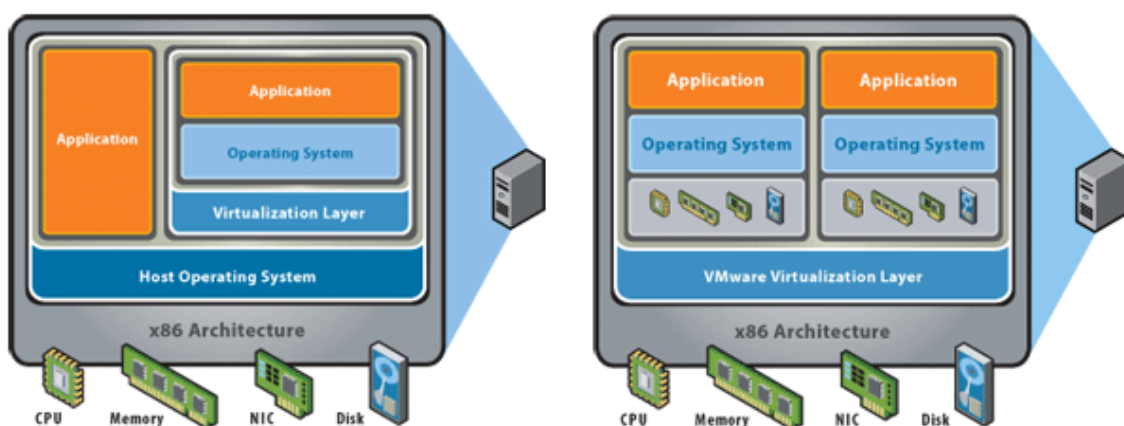 Application
Application
Operating System
Virtualization Layer
Host Operating System
x86 Architecture
CPU
Memory
NIC
Disk
Application
Application
Operating System
Operating System
VMware Virtualization Layer
x86 Architecture
CPU
Memory
NIC
Disk